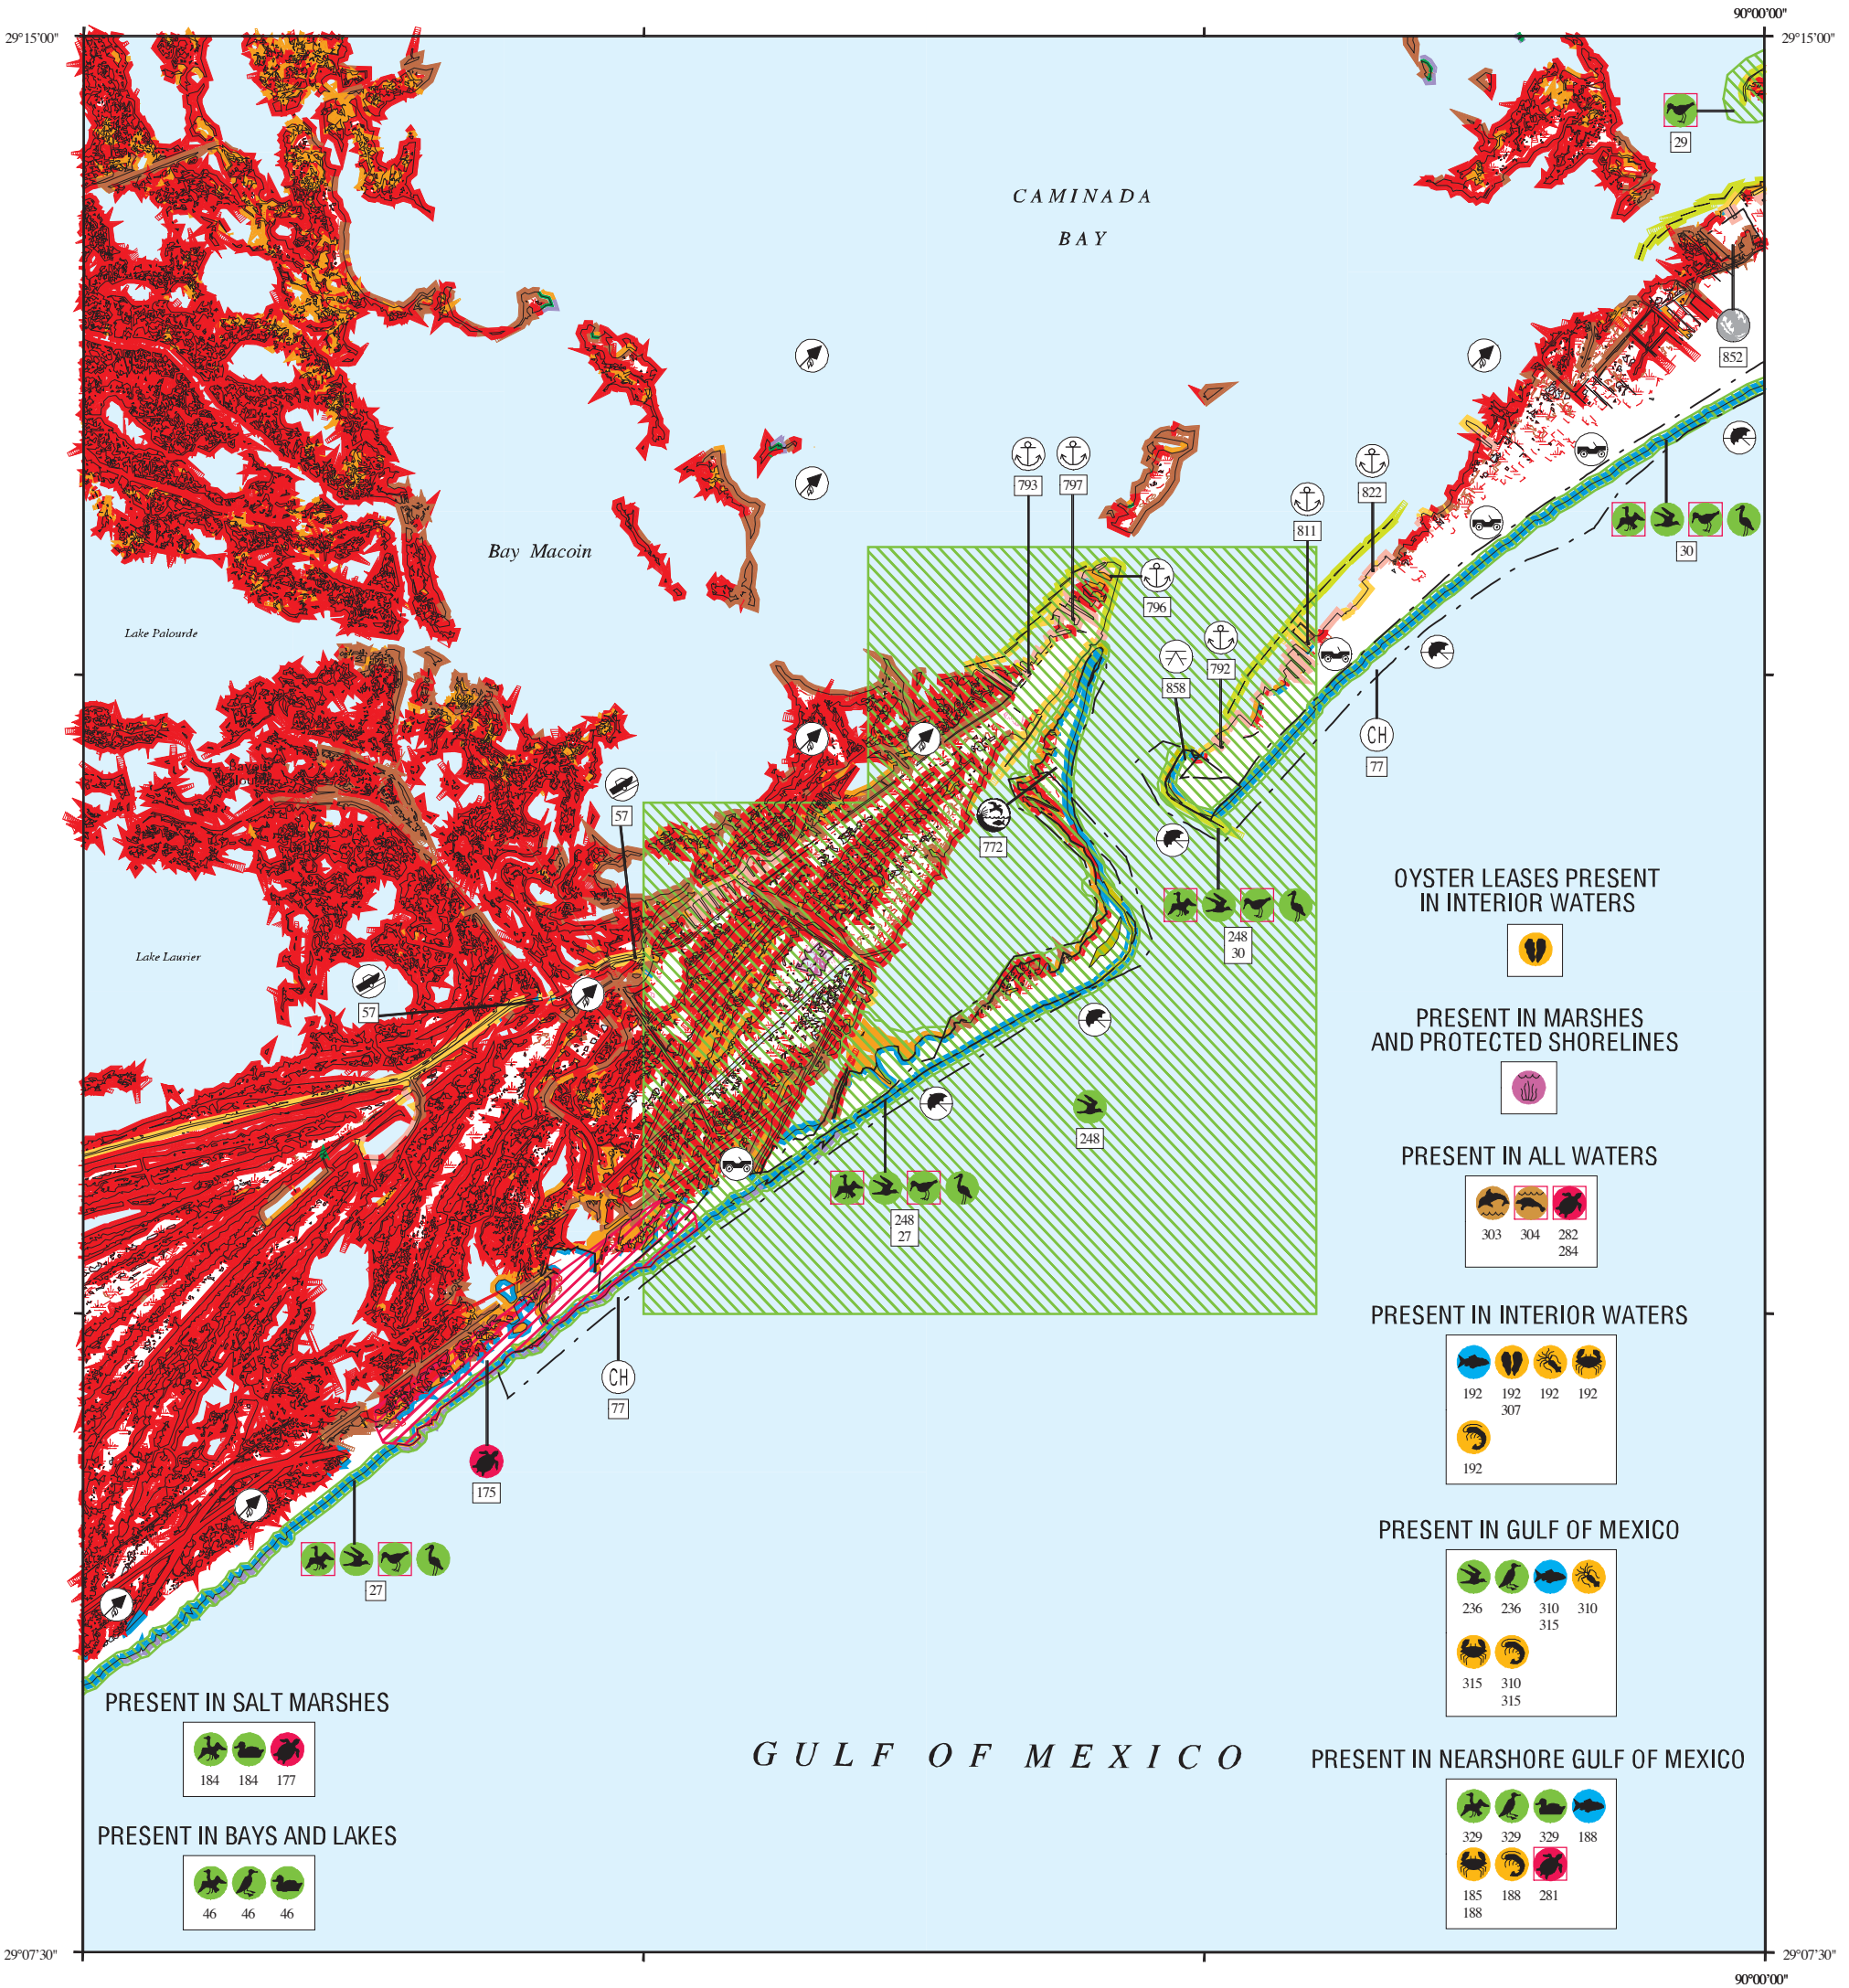 90°00'00"
29°15'00"
29°15'00"
29
CAMINADA
BAY
852
793
797
822
811
30
Bay Macoin
796
Lake Palourde
792
858
CH
77
57
772
OYSTER LEASES PRESENT
IN INTERIOR WATERS
248
30
Lake Laurier
57
PRESENT IN MARSHES
AND PROTECTED SHORELINES
248
PRESENT IN ALL WATERS
303 304 282
284
248
27
PRESENT IN INTERIOR WATERS
192 192 192 192
307
192
CH
77
175
PRESENT IN GULF OF MEXICO
236 236 310 310
315
315 310
315
27
PRESENT IN SALT MARSHES
184 184 177
GULF OF MEXICO
PRESENT IN NEARSHORE GULF OF MEXICO
329 329 329 188
185 188 281
188
PRESENT IN BAYS AND LAKES
46 46 46
29°07'30"
29°07'30"
90°00'00"